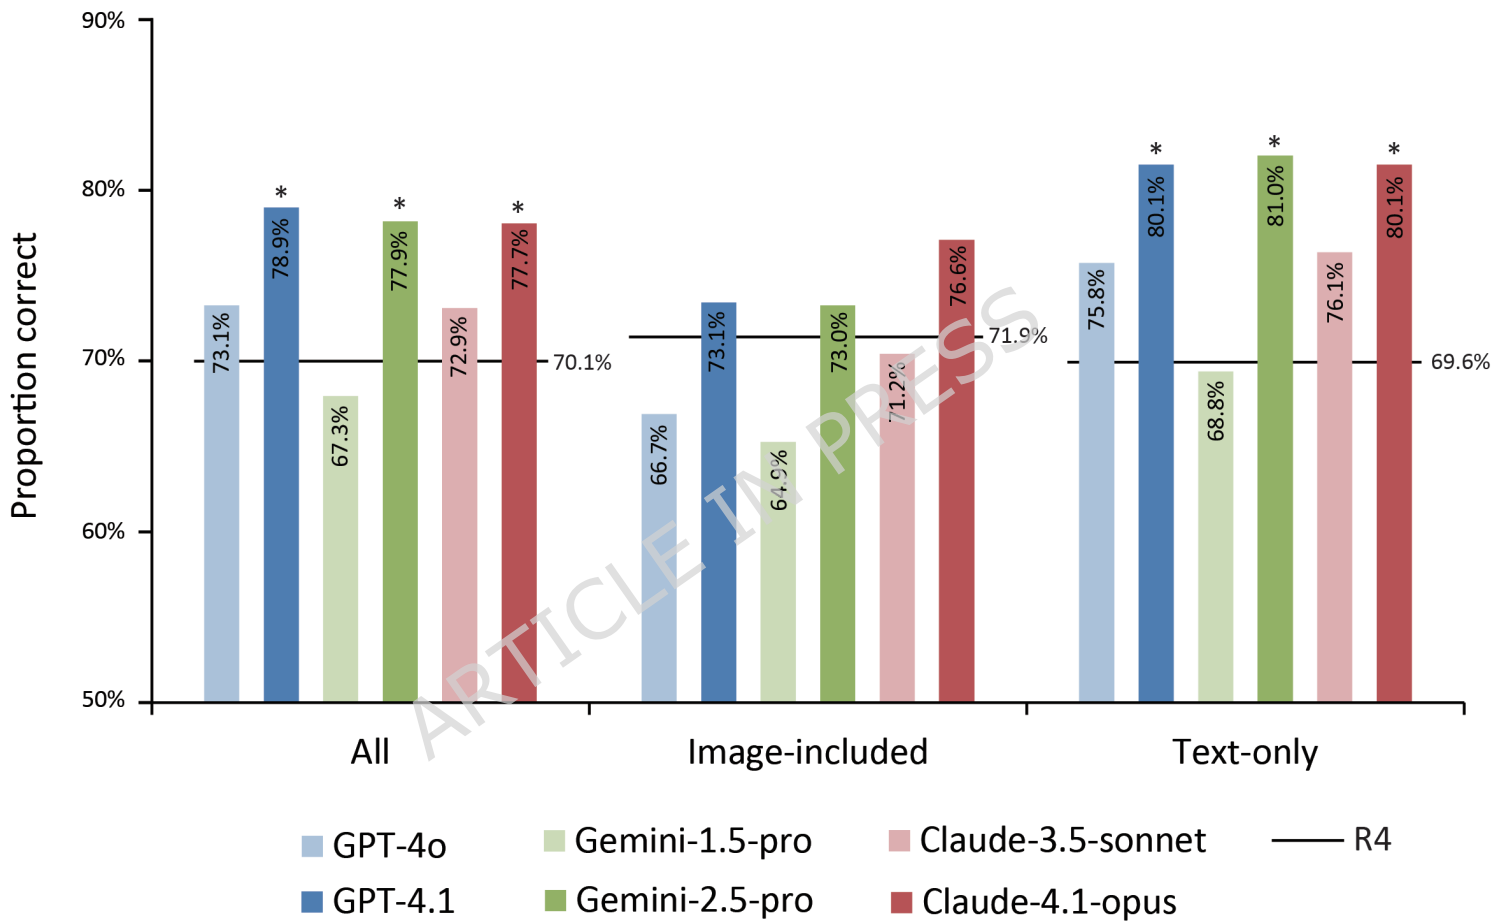 90%
80%
70%
60%
50%
Proportion correct
73.1%
78.9%
*
67.3%
77.9%
*
72.9%
77.7%
*
70.1%
66.7%
73.1%
64.9%
73.0%
71.2%
76.6%
71.9%
75.8%
80.1%
*
68.8%
81.0%
*
76.1%
80.1%
*
69.6%
ARTICLE IN PRESS
All
Image-included
Text-only
GPT-4o
Gemini-1.5-pro
Claude-3.5-sonnet
R4
GPT-4.1
Gemini-2.5-pro
Claude-4.1-opus